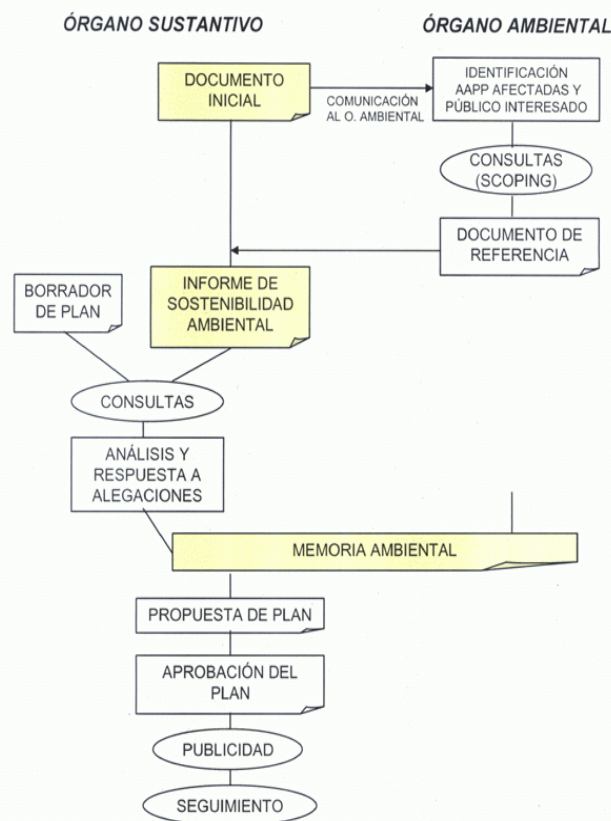 ÓRGANO SUSTANTIVO
ÓRGANO AMBIENTAL
DOCUMENTO
INICIAL
COMUNICACIÓN
AL O. AMBIENTAL
IDENTIFICACIÓN
AAPP AFECTADAS Y
PÚBLICO INTERESADO
CONSULTAS
(SCOPING)
DOCUMENTO DE
REFERENCIA
BORRADOR
DE PLAN
INFORME DE
SOSTENIBILIDAD
AMBIENTAL
CONSULTAS
ANÁLISIS Y
RESPUESTA A
ALEGACIONES
MEMORIA AMBIENTAL
PROPUESTA DE PLAN
APROBACIÓN DEL
PLAN
PUBLICIDAD
SEGUIMIENTO